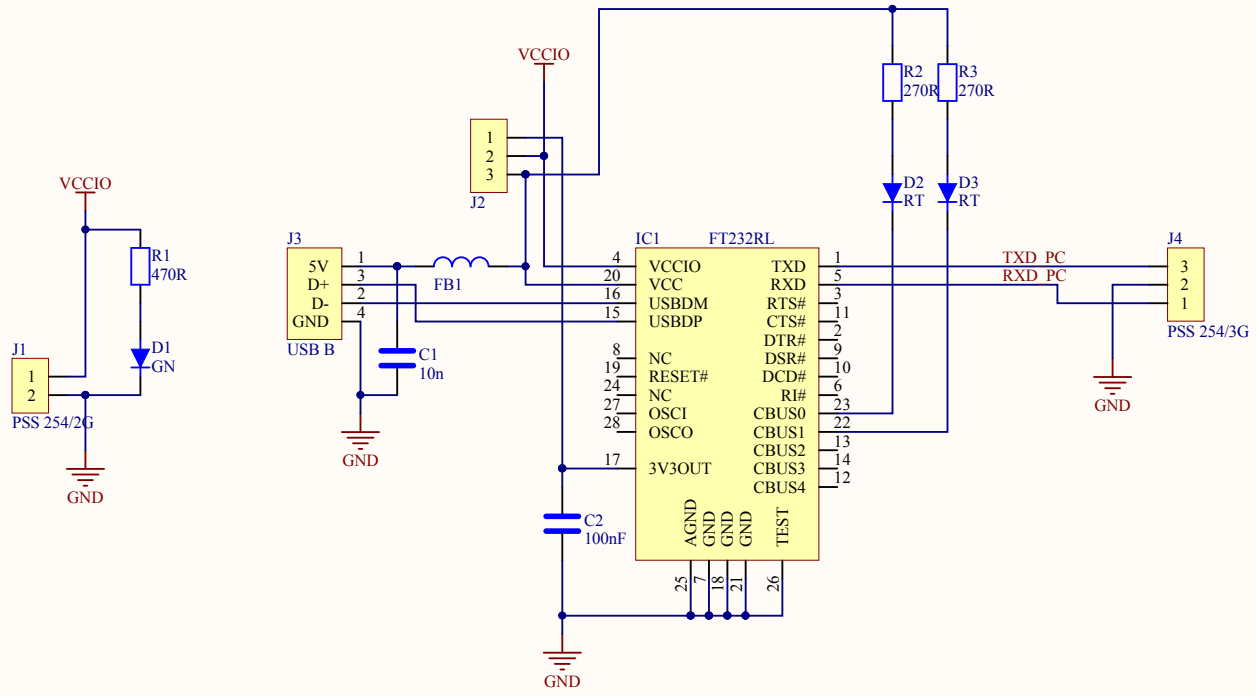 VCCIO
R1
470R
D1
GN
J1
1
2
PSS 254/2G
GND
J3
5V 1
D+ 3
D- 2
GND 4
USB B
FB1
C1
10n
GND
VCCIO
1
2
3
J2
R2
270R
R3
270R
D2
RT
D3
RT
IC1 FT232RL
4 VCCIO
20 VCC
16 USBDM
15 USBDP
8 NC
19 RESET#
24 NC
27 OSCI
28 OSCO
17 3V3OUT
TXD 1
RXD 5
RTS# 3
CTS# 11
DTR# 2
DSR# 9
DCD# 10
RI# 6
CBUS0 23
CBUS1 22
CBUS2 13
CBUS3 14
CBUS4 12
AGND
GND
GND
GND
TEST
25
7
18
21
26
C2
100nF
GND
TXD PC
RXD PC
J4
3
2
1
PSS 254/3G
GND